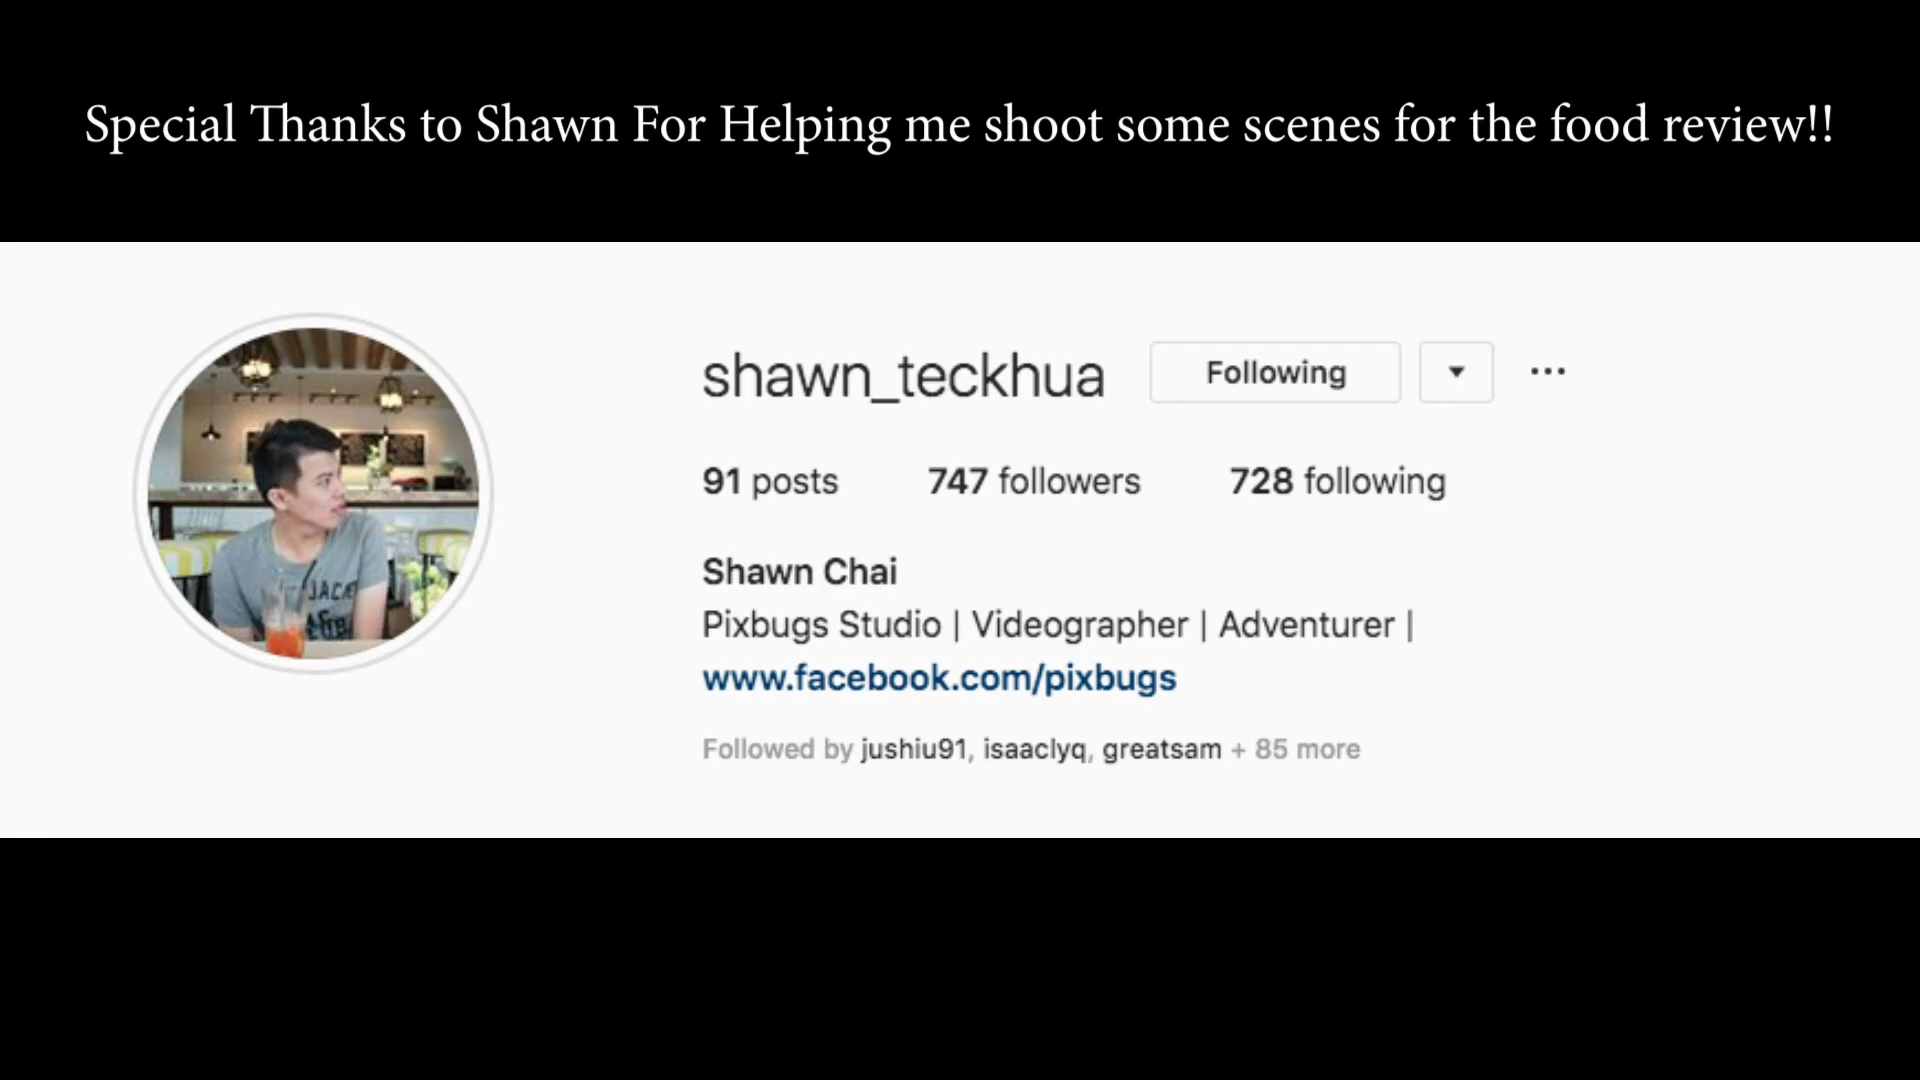 Special Thanks to Shawn For Helping me shoot some scenes for the food review!!
shawn_teckhua Following ▾ ...
91 posts 747 followers 728 following
Shawn Chai
Pixbugs Studio | Videographer | Adventurer |
www.facebook.com/pixbugs
Followed by jushiu91, isaaclyq, greatsam + 85 more